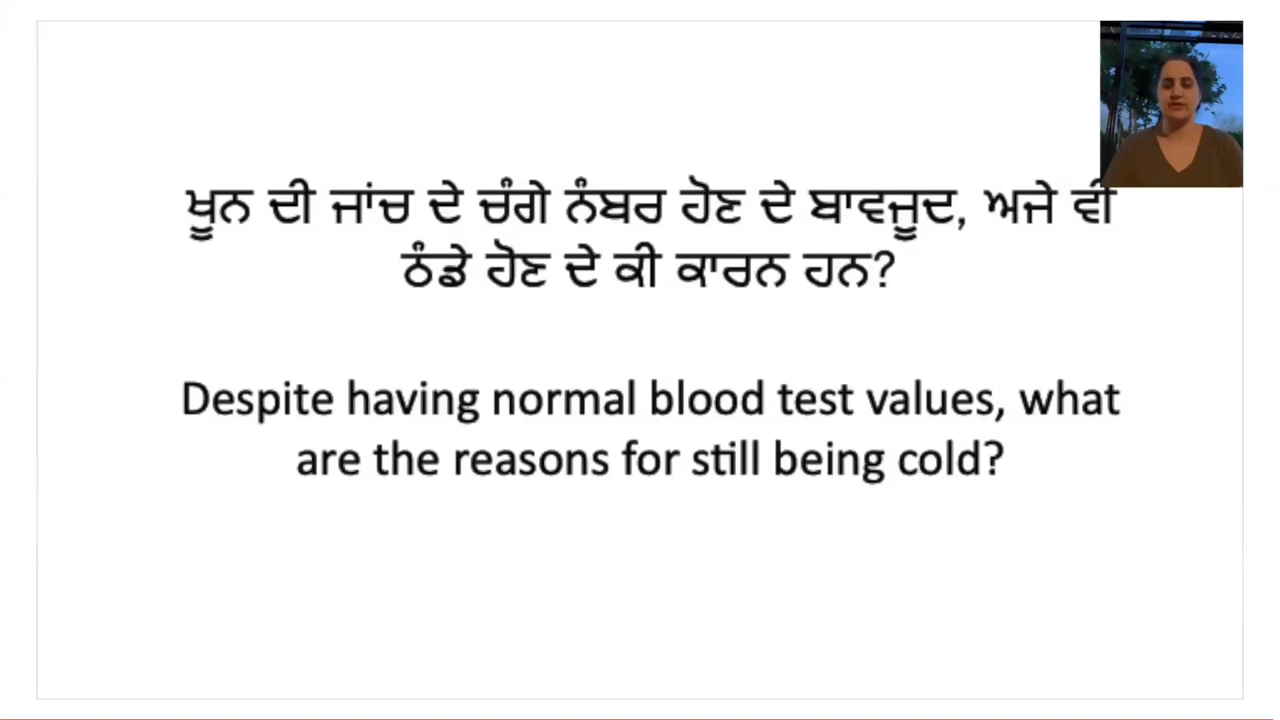 ਖੂਨ ਦੀ ਜਾਂਚ ਦੇ ਚੰਗੇ ਨੰਬਰ ਹੋਣ ਦੇ ਬਾਵਜੂਦ, ਅਜੇ ਵੀ
ਠੰਡੇ ਹੋਣ ਦੇ ਕੀ ਕਾਰਨ ਹਨ?
Despite having normal blood test values, what
are the reasons for still being cold?